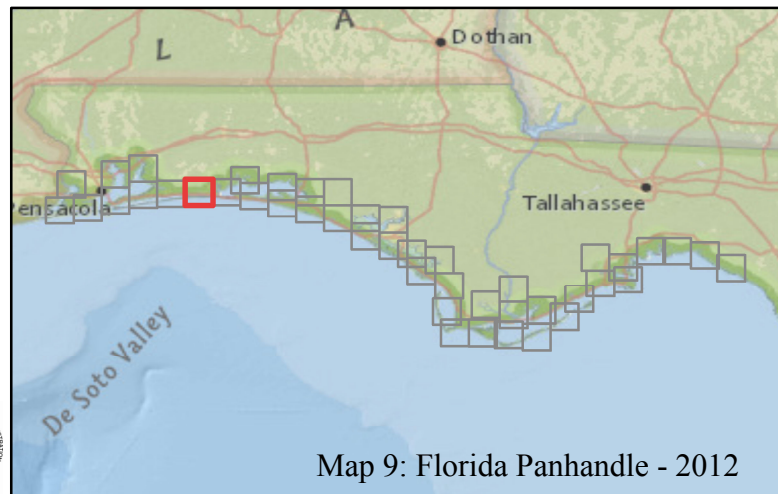 L A
Dothan
Pensacola
Tallahassee
De Soto Valley
Map 9: Florida Panhandle - 2012